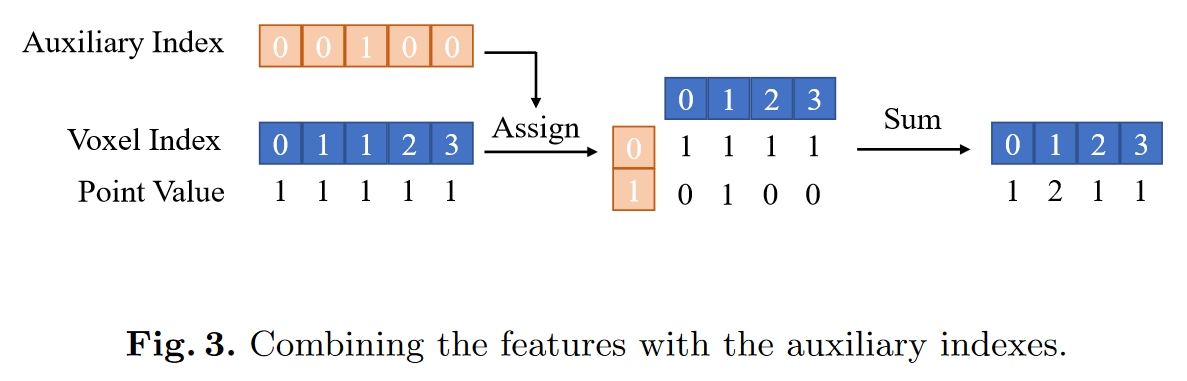 Auxiliary Index 0 0 1 0 0
0 1 2 3
Sum
Assign
Voxel Index 0 1 1 2 3
0 1 1 1 1
0 1 2 3
Point Value 1 1 1 1 1
1 0 1 0 0
1 2 1 1
Fig. 3. Combining the features with the auxiliary indexes.